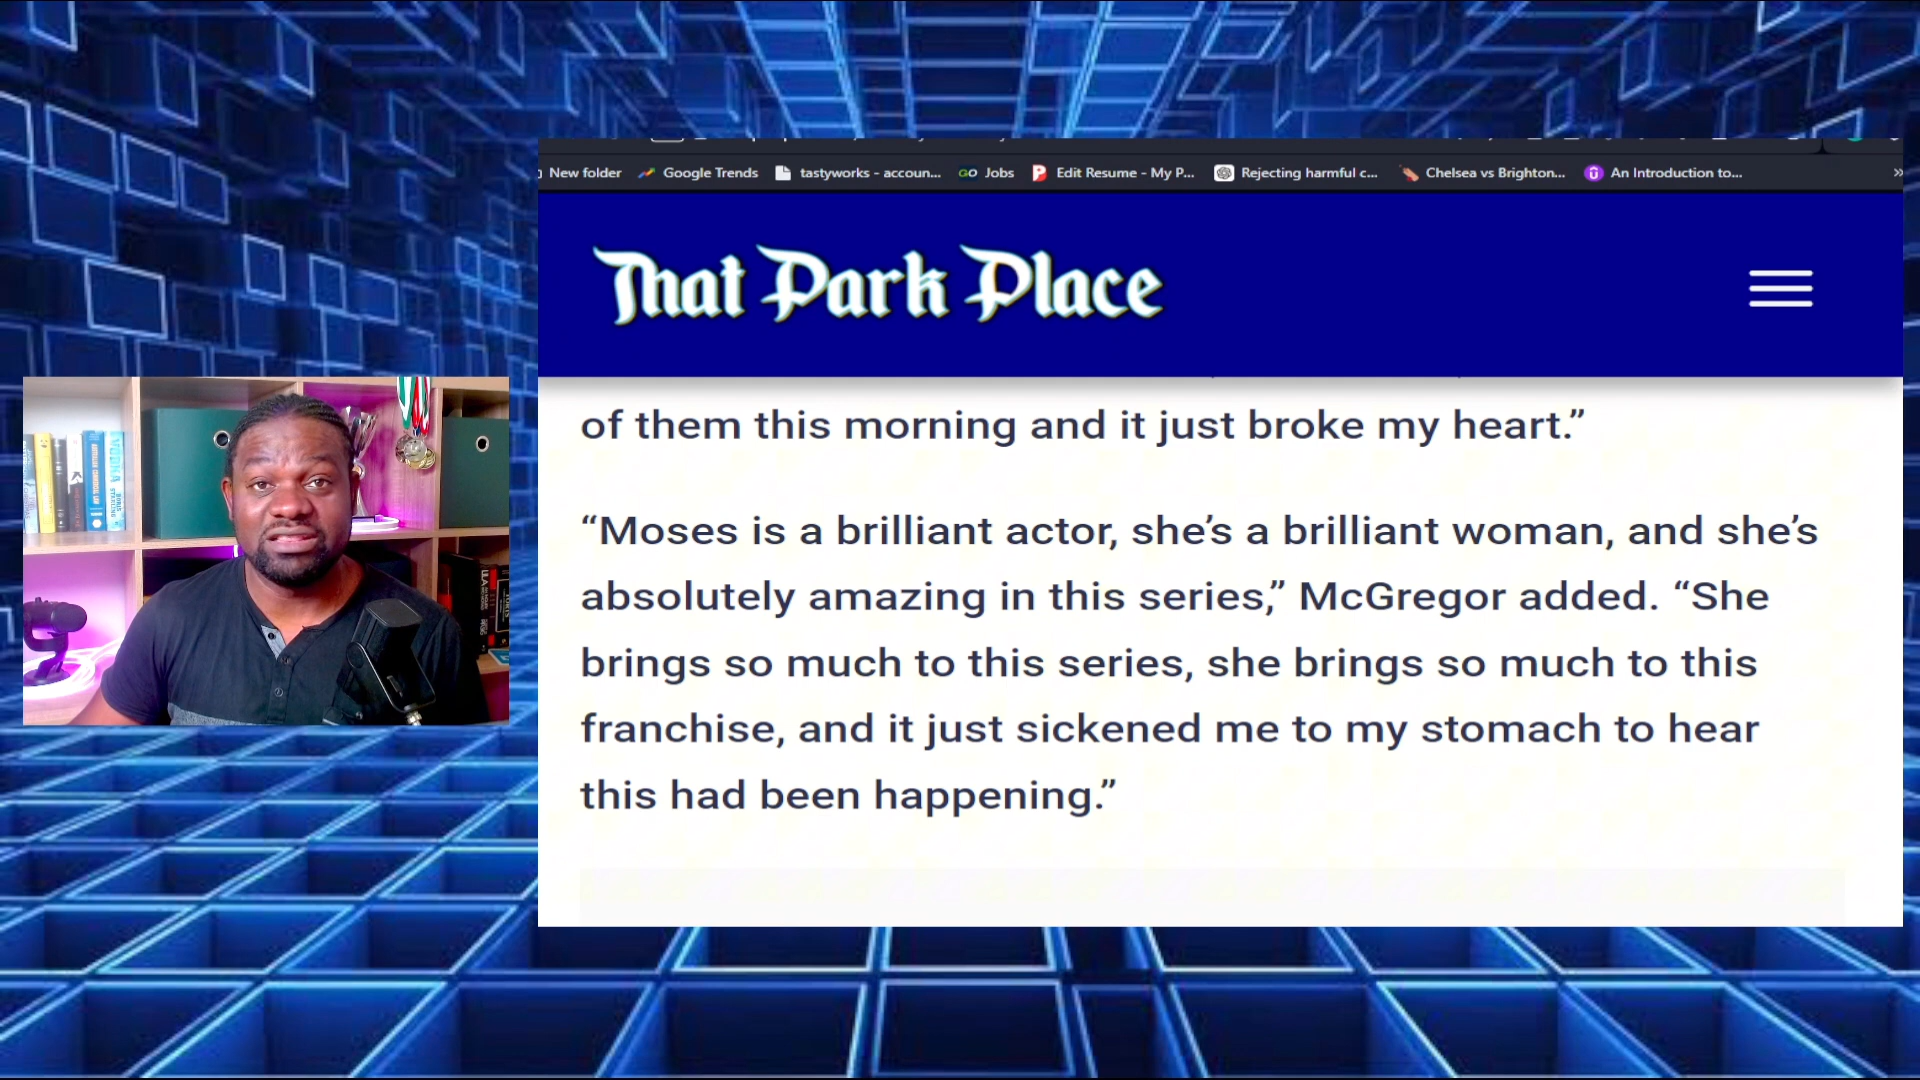 New folder
Google Trends
tastyworks - accoun...
GO Jobs
Edit Resume - My P...
Rejecting harmful c...
Chelsea vs Brighton...
An Introduction to...
»
That Park Place
of them this morning and it just broke my heart.”
“Moses is a brilliant actor, she’s a brilliant woman, and she’s
absolutely amazing in this series,” McGregor added. “She
brings so much to this series, she brings so much to this
franchise, and it just sickened me to my stomach to hear
this had been happening.”